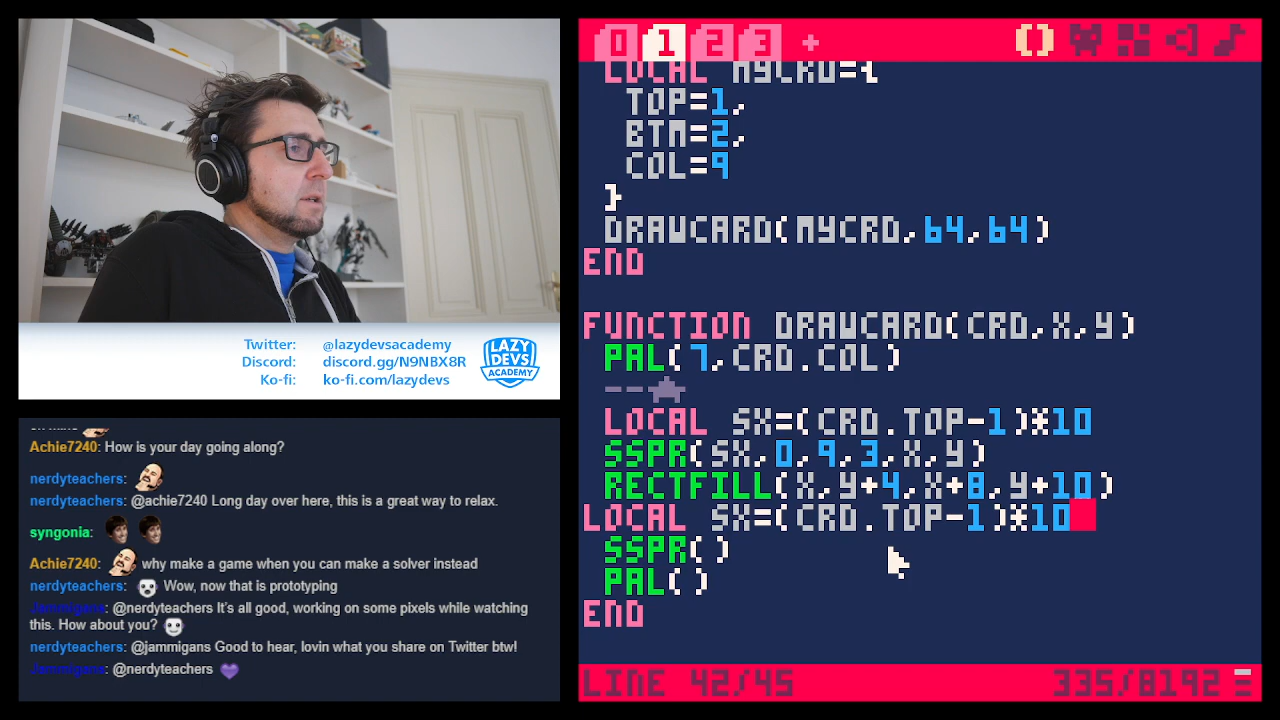 Twitter: @lazydevsacademy
Discord: discord.gg/N9NBX8R
Ko-fi: ko-fi.com/lazydevs
LAZY
DEVS
ACADEMY
Achie7240: How is your day going along?
nerdyteachers:
nerdyteachers: @achie7240 Long day over here, this is a great way to relax.
syngonia:
Achie7240: why make a game when you can make a solver instead
nerdyteachers: Wow, now that is prototyping
Jammigans: @nerdyteachers It's all good, working on some pixels while watching
this. How about you?
nerdyteachers: @jammigans Good to hear, lovin what you share on Twitter btw!
Jammigans: @nerdyteachers
0 1 2 3 +
LOCAL MYCRD={
TOP=1,
BTM=2,
COL=9
}
DRAWCARD(MYCRD,64,64)
END
FUNCTION DRAWCARD(CRD,X,Y)
PAL(7,CRD.COL)
--
LOCAL SX=(CRD.TOP-1)*10
SSPR(SX,0,9,3,X,Y)
RECTFILL(X,Y+4,X+8,Y+10)
LOCAL SX=(CRD.TOP-1)*10
SSPR()
PAL()
END
LINE 42/45
335/8192